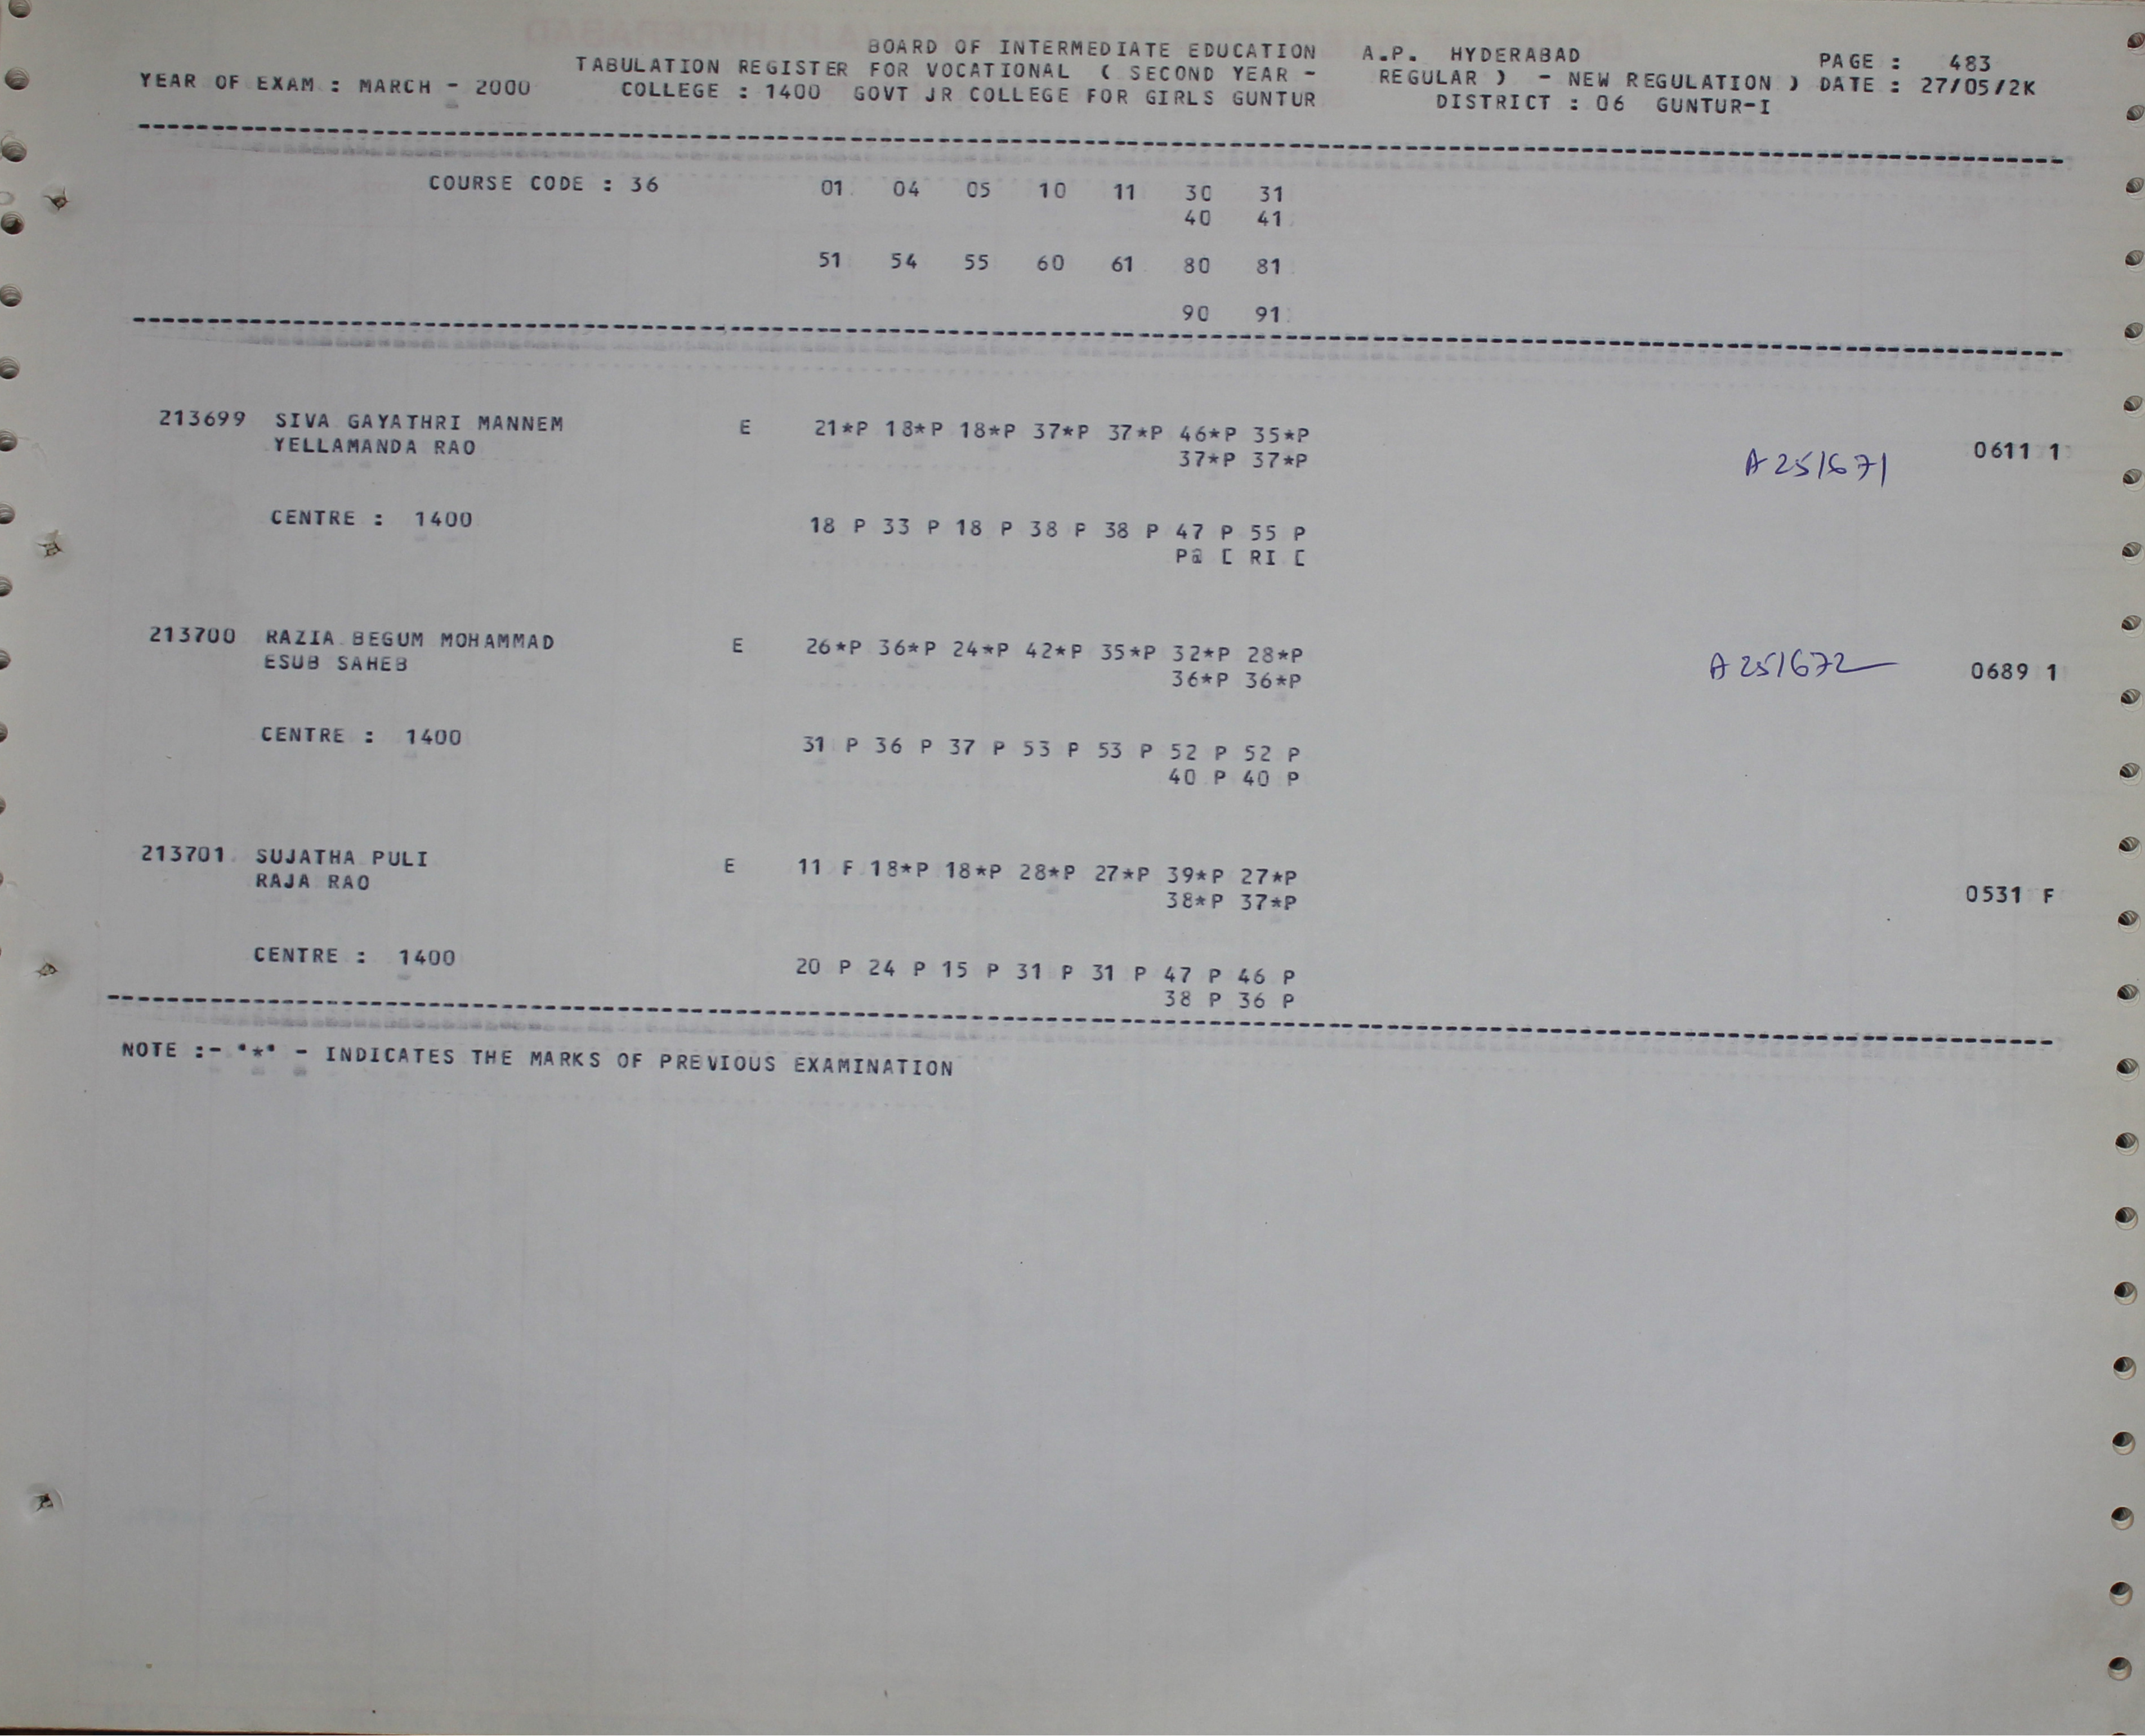 BOARD OF INTERMEDIATE EDUCATION A.P. HYDERABAD PAGE : 483
TABULATION REGISTER FOR VOCATIONAL ( SECOND YEAR - REGULAR ) - NEW REGULATION ) DATE : 27/05/2K
YEAR OF EXAM : MARCH - 2000 COLLEGE : 1400 GOVT JR COLLEGE FOR GIRLS GUNTUR DISTRICT : 06 GUNTUR-I
COURSE CODE : 36 01 04 05 10 11 30 31
40 41
51 54 55 60 61 80 81
90 91
213699 SIVA GAYATHRI MANNEM E 21*P 18*P 18*P 37*P 37*P 46*P 35*P
YELLAMANDA RAO 37*P 37*P A251671 0611 1
CENTRE : 1400 18 P 33 P 18 P 38 P 38 P 47 P 55 P
P@ [ RI [
213700 RAZIA BEGUM MOHAMMAD E 26*P 36*P 24*P 42*P 35*P 32*P 28*P
ESUB SAHEB 36*P 36*P A251672 0689 1
CENTRE : 1400 31 P 36 P 37 P 53 P 53 P 52 P 52 P
40 P 40 P
213701 SUJATHA PULI E 11 F 18*P 18*P 28*P 27*P 39*P 27*P
RAJA RAO 38*P 37*P 0531 F
CENTRE : 1400 20 P 24 P 15 P 31 P 31 P 47 P 46 P
38 P 36 P
NOTE :- "*" - INDICATES THE MARKS OF PREVIOUS EXAMINATION